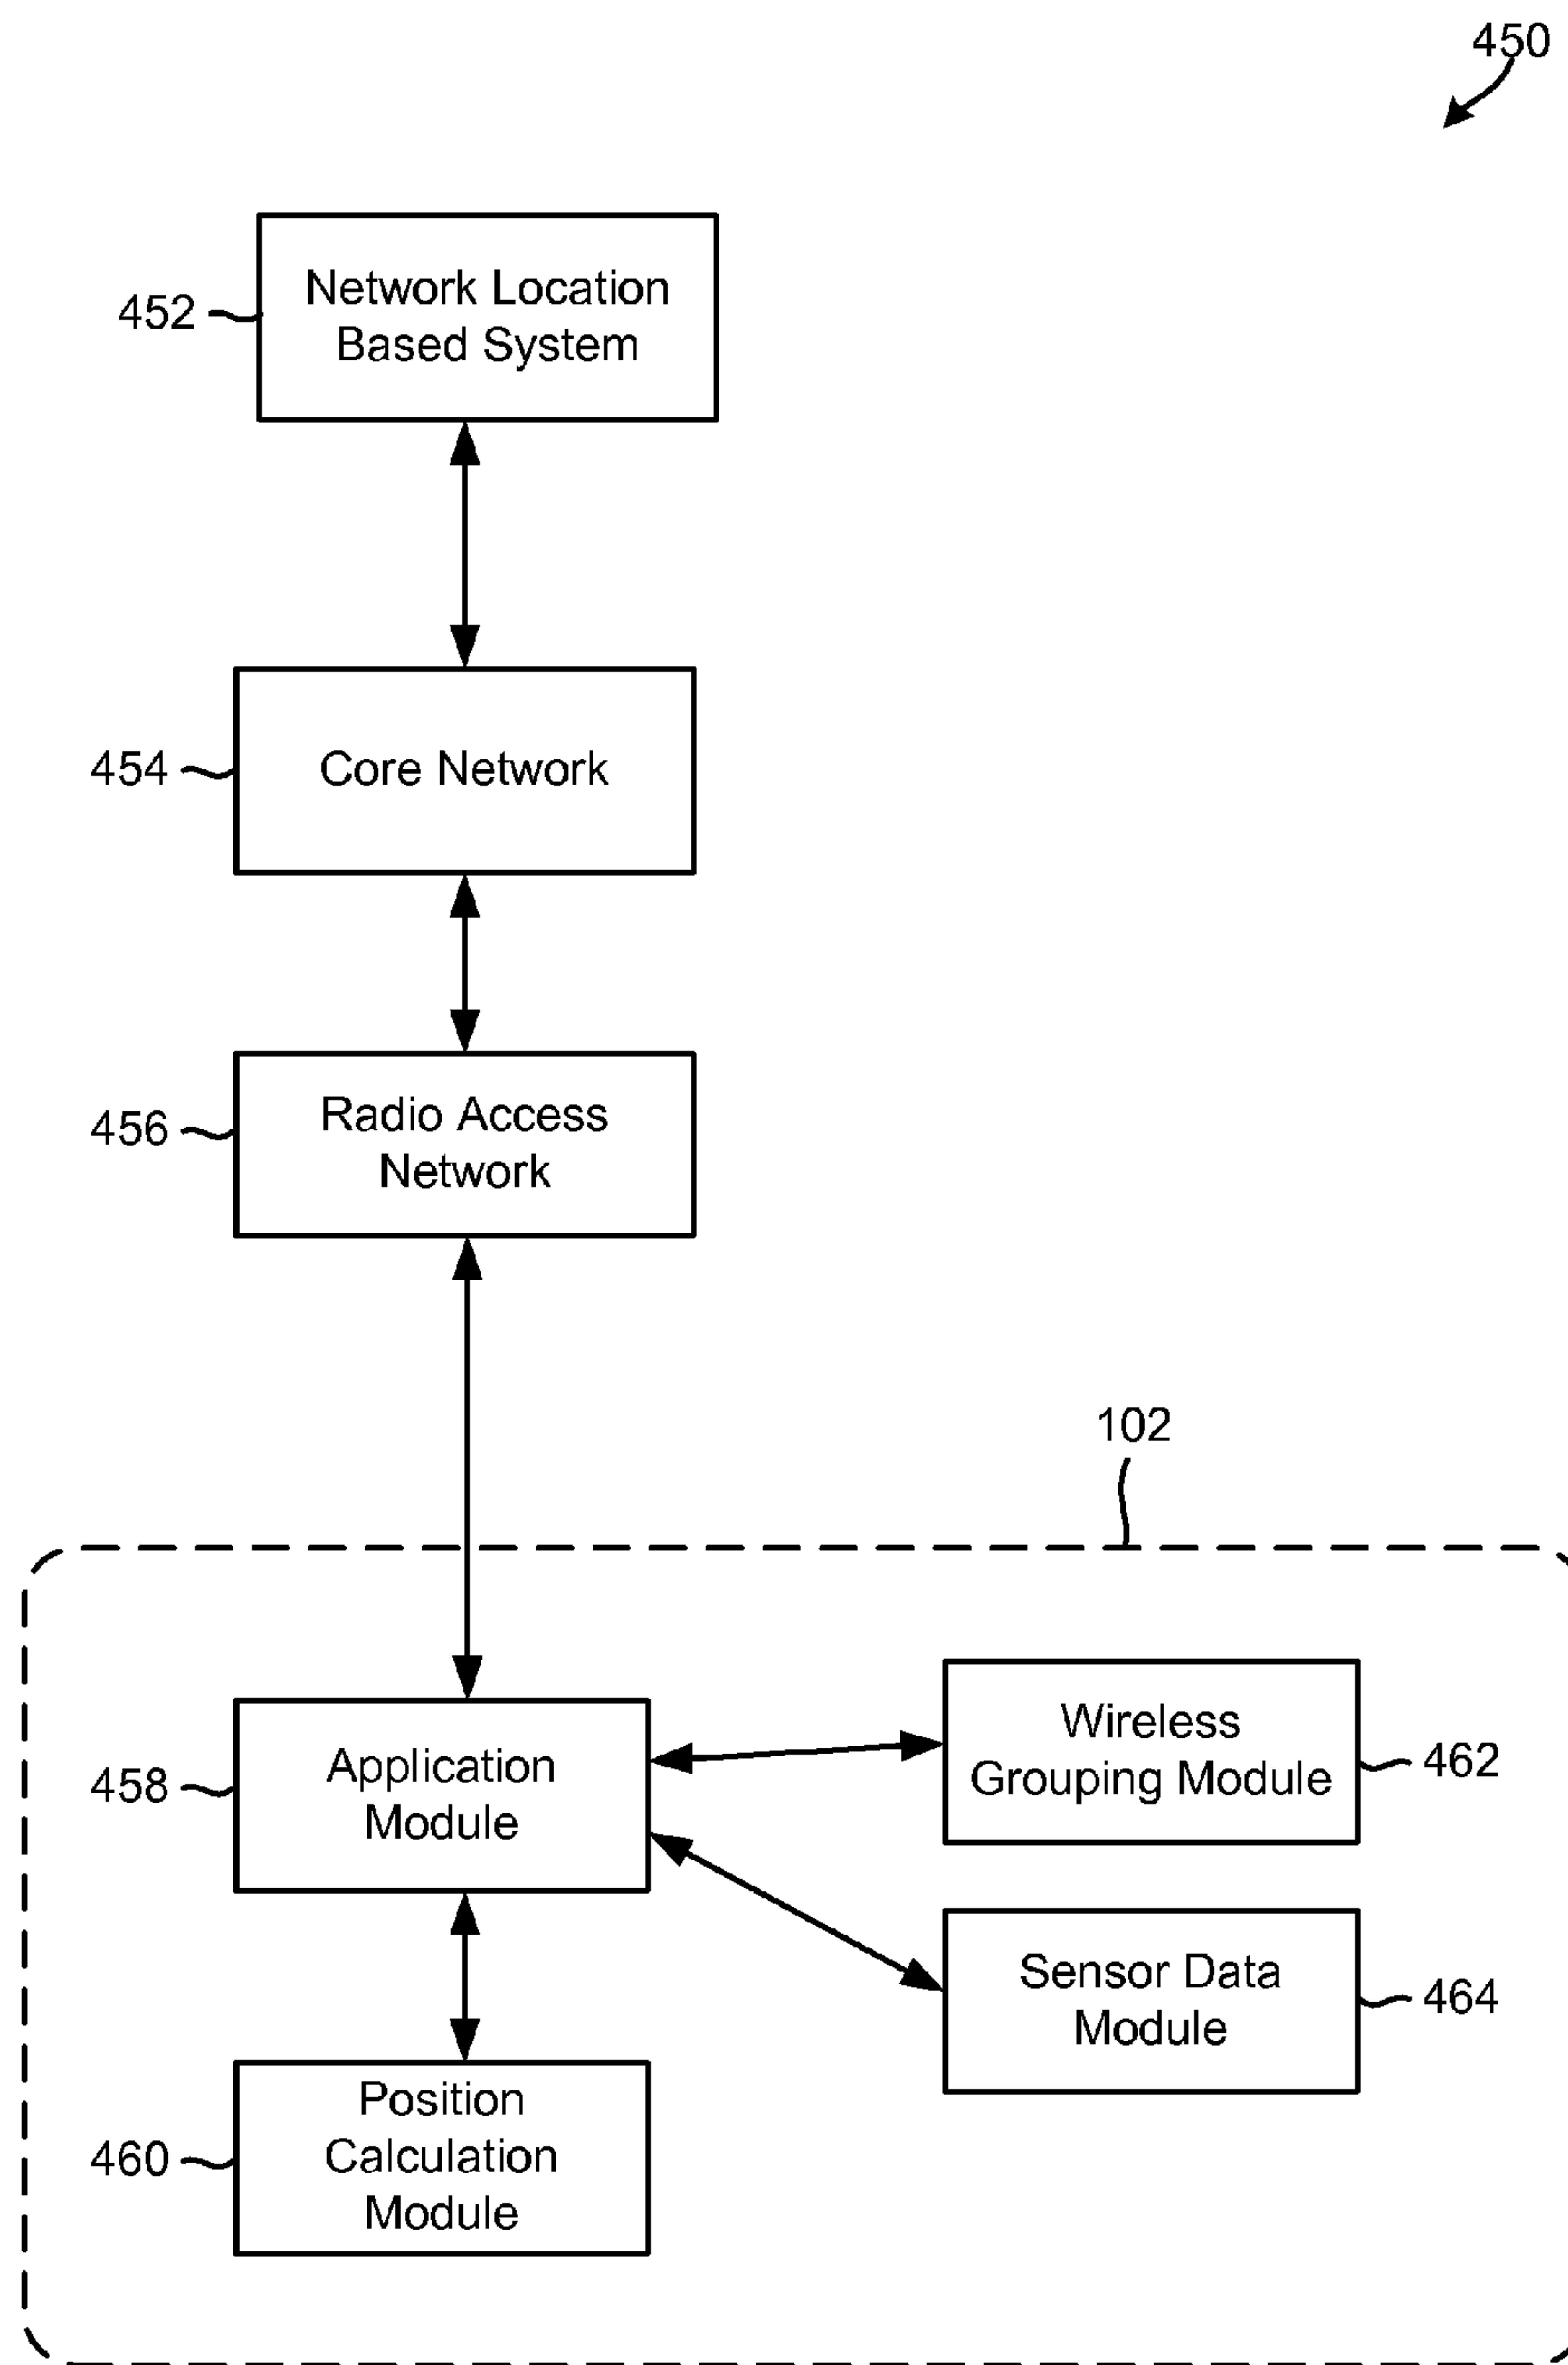 450
Network Location
Based System
452
Core Network
454
Radio Access
Network
456
102
Application
Module
458
Wireless
Grouping Module
462
Sensor Data
Module
464
Position
Calculation
Module
460